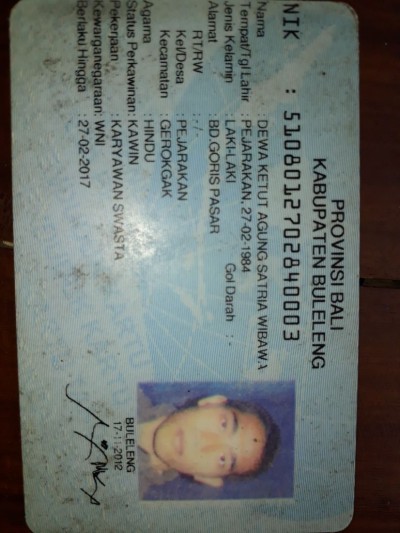 PROVINSI BALI
KABUPATEN BULELENG
NIK : 5108012702840003
Nama : DEWA KETUT AGUNG SATRIA WIBAWA
Tempat/Tgl Lahir : PEJARAKAN, 27-02-1984
Jenis Kelamin : LAKI-LAKI Gol Darah : -
Alamat : BD.GORIS PASAR
RT/RW : -/-
Kel/Desa : PEJARAKAN
Kecamatan : GEROKGAK
Agama : HINDU
Status Perkawinan: KAWIN
Pekerjaan : KARYAWAN SWASTA
Kewarganegaraan: WNI
Berlaku Hingga : 27-02-2017
BULELENG
17-11-2012